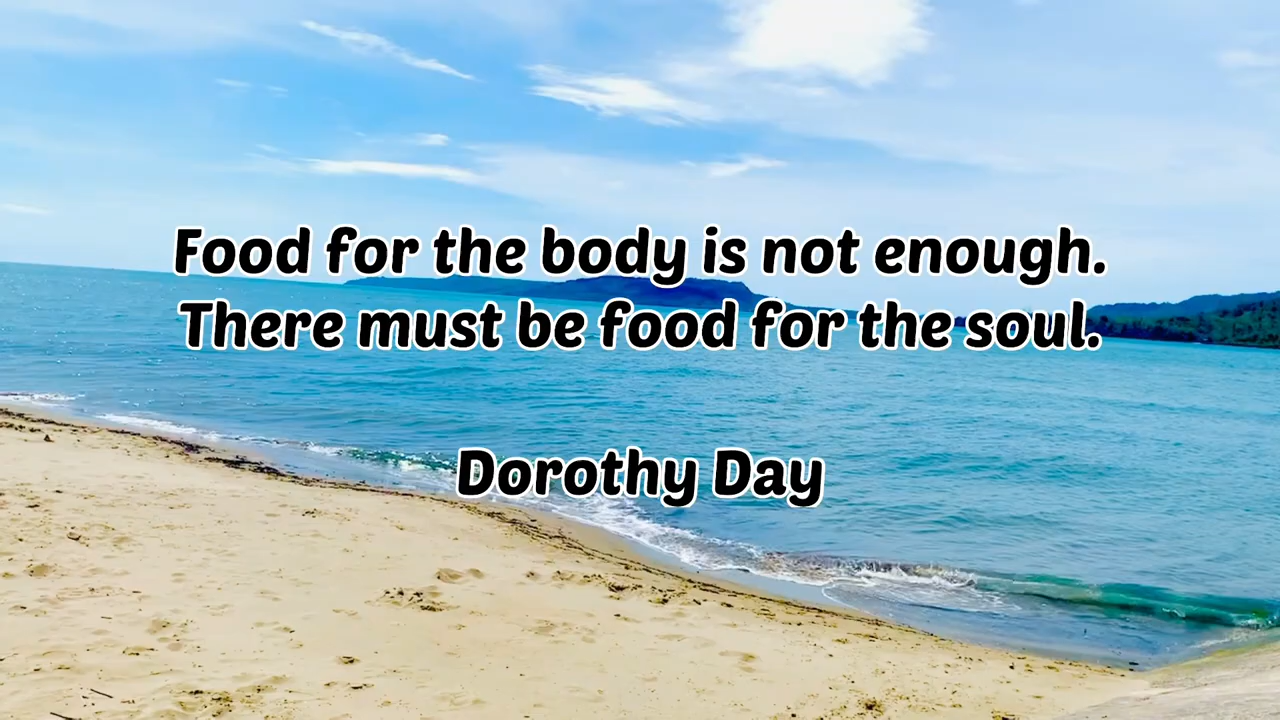 Food for the body is not enough.
There must be food for the soul.
Dorothy Day